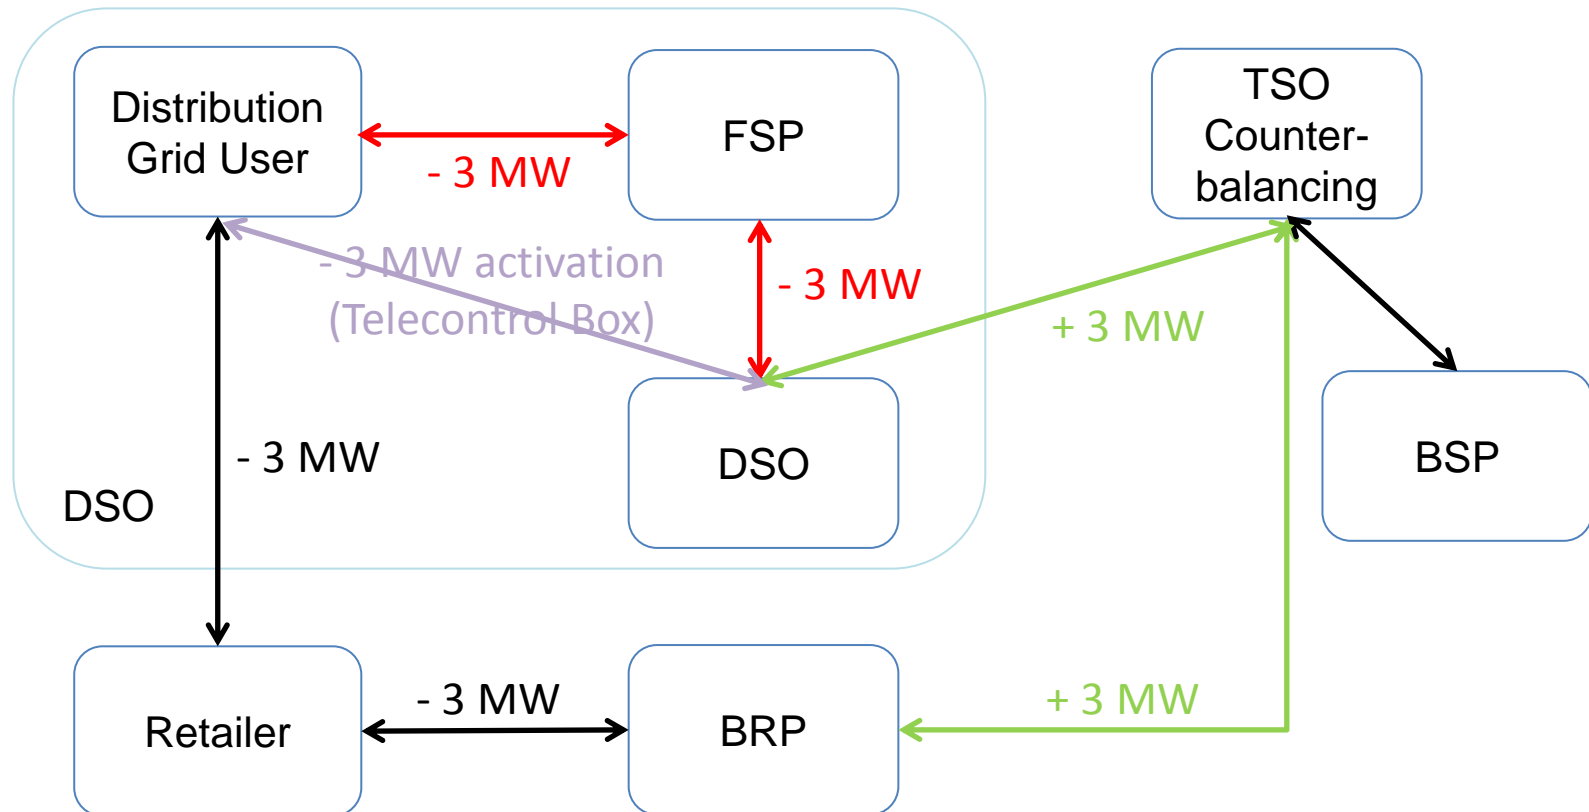 Distribution
Grid User
- 3 MW
FSP
TSO
Counter-
balancing
- 3 MW activation
(Telecontrol Box)
- 3 MW
+ 3 MW
- 3 MW
DSO
DSO
BSP
Retailer
- 3 MW
BRP
+ 3 MW